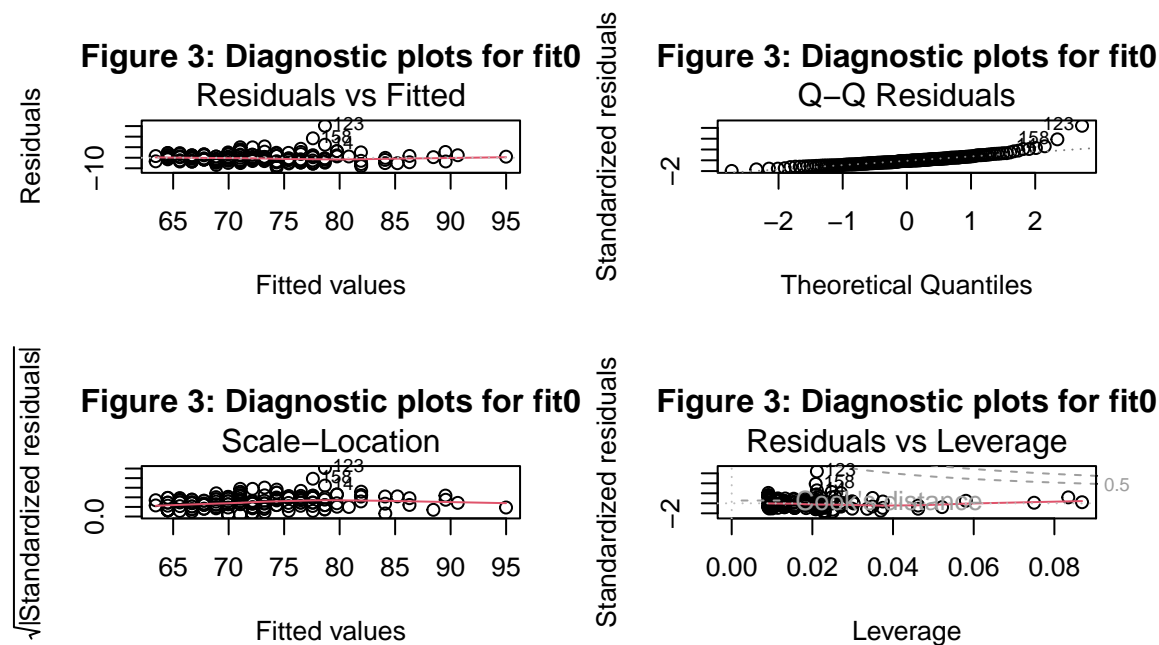 Figure 3: Diagnostic plots for fit0
Residuals vs Fitted
Residuals
−10
123
158
65 70 75 80 85 90 95
Fitted values
Figure 3: Diagnostic plots for fit0
Q−Q Residuals
Standardized residuals
−2
123
158
−2 −1 0 1 2
Theoretical Quantiles
Figure 3: Diagnostic plots for fit0
Scale−Location
√|Standardized residuals|
0.0
123
158
65 70 75 80 85 90 95
Fitted values
Figure 3: Diagnostic plots for fit0
Residuals vs Leverage
Standardized residuals
−2
123
158
Cook's distance
0.5
0.00 0.02 0.04 0.06 0.08
Leverage